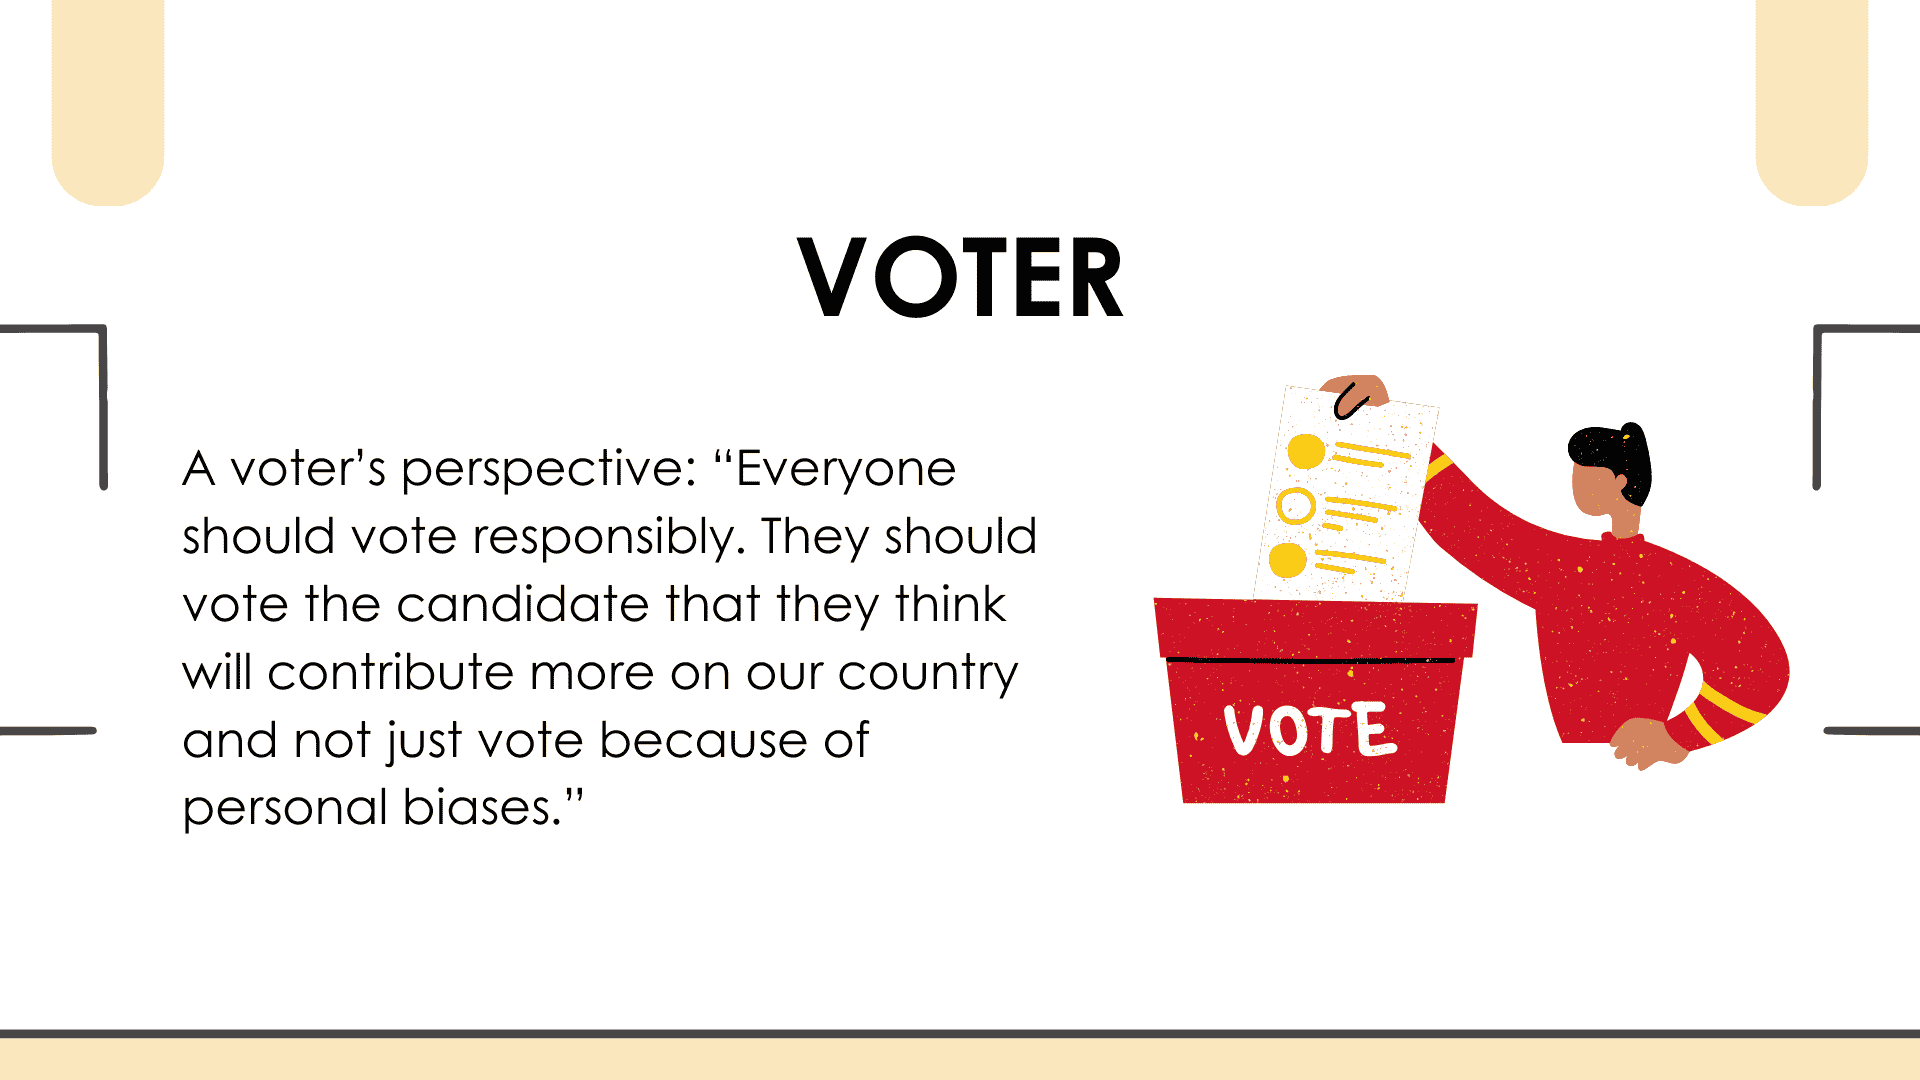 VOTER
A voter’s perspective: “Everyone
should vote responsibly. They should
vote the candidate that they think
will contribute more on our country
and not just vote because of
personal biases.”
VOTE